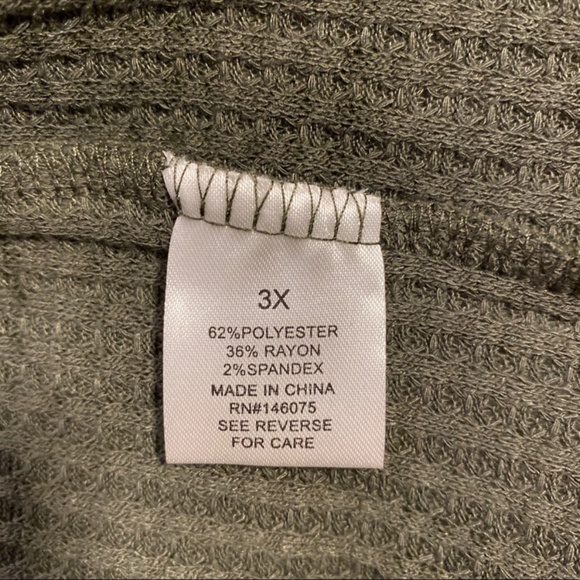 3X
62%POLYESTER
36% RAYON
2%SPANDEX
MADE IN CHINA
RN#146075
SEE REVERSE
FOR CARE